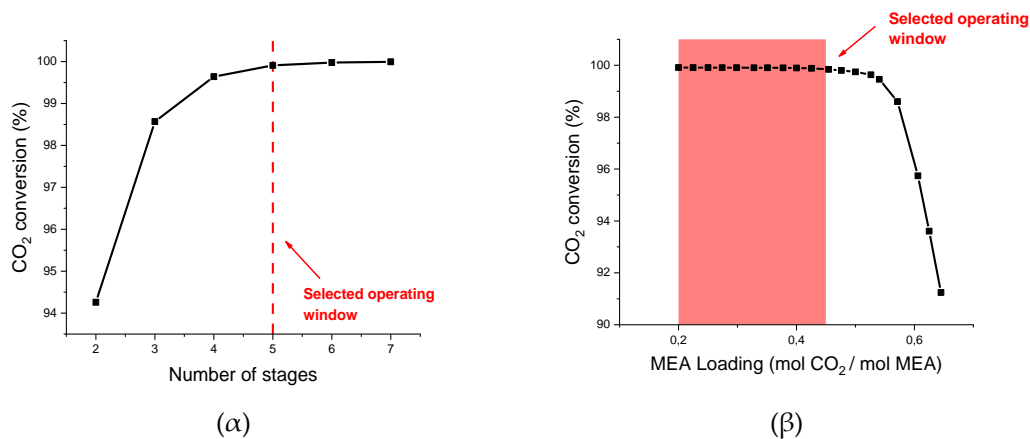 100
99
98
97
96
95
94
CO₂ conversion (%)
2 3 4 5 6 7
Number of stages
Selected operating
window
(α)
100
98
96
94
92
90
CO₂ conversion (%)
0,2 0,4 0,6
MEA Loading (mol CO₂ / mol MEA)
Selected operating
window
(β)